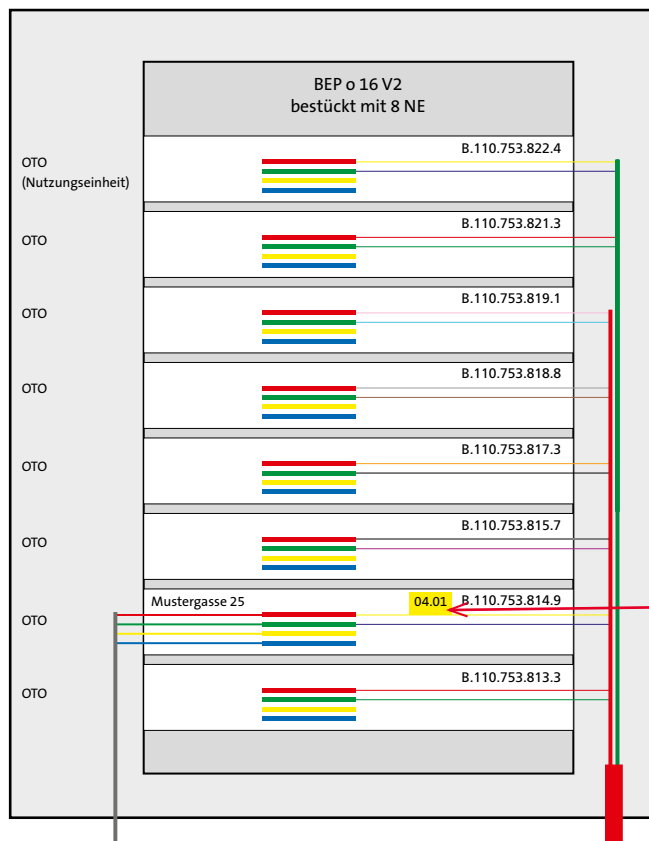 BEP o 16 V2
bestückt mit 8 NE
B.110.753.822.4
OTO
(Nutzungseinheit)
B.110.753.821.3
OTO
B.110.753.819.1
OTO
B.110.753.818.8
OTO
B.110.753.817.3
OTO
B.110.753.815.7
OTO
Mustergasse 25 04.01 B.110.753.814.9
OTO
B.110.753.813.3
OTO